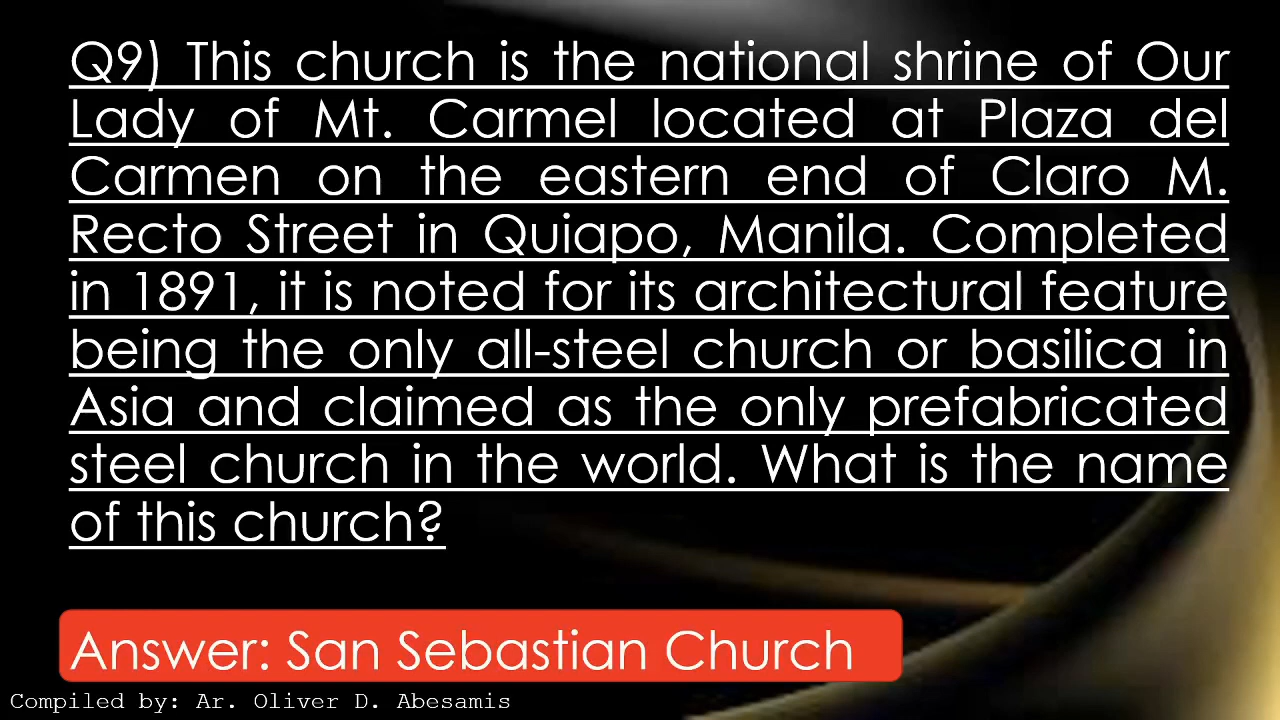 Q9) This church is the national shrine of Our
Lady of Mt. Carmel located at Plaza del
Carmen on the eastern end of Claro M.
Recto Street in Quiapo, Manila. Completed
in 1891, it is noted for its architectural feature
being the only all-steel church or basilica in
Asia and claimed as the only prefabricated
steel church in the world. What is the name
of this church?
Answer: San Sebastian Church
Compiled by: Ar. Oliver D. Abesamis